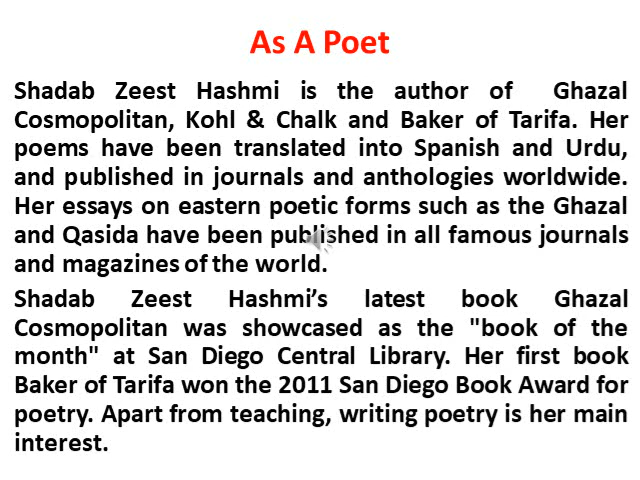 As A Poet
Shadab Zeest Hashmi is the author of Ghazal
Cosmopolitan, Kohl & Chalk and Baker of Tarifa. Her
poems have been translated into Spanish and Urdu,
and published in journals and anthologies worldwide.
Her essays on eastern poetic forms such as the Ghazal
and Qasida have been published in all famous journals
and magazines of the world.
Shadab Zeest Hashmi’s latest book Ghazal
Cosmopolitan was showcased as the "book of the
month" at San Diego Central Library. Her first book
Baker of Tarifa won the 2011 San Diego Book Award for
poetry. Apart from teaching, writing poetry is her main
interest.